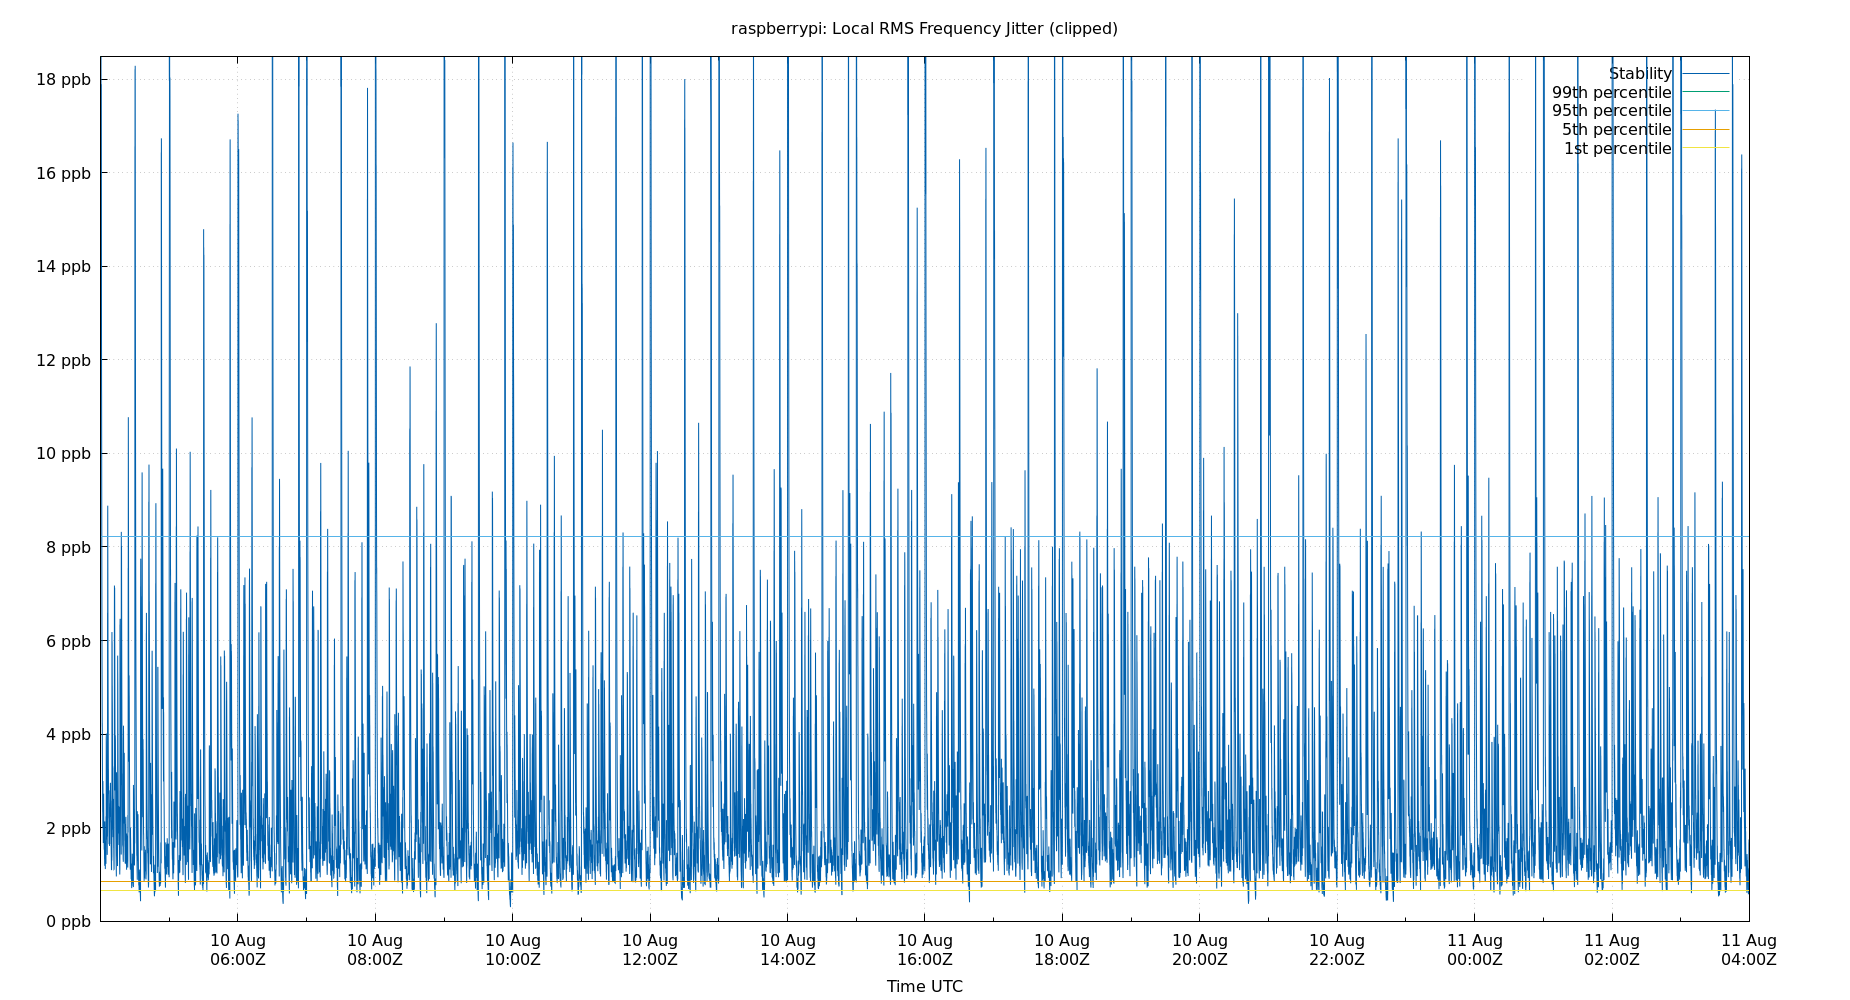 raspberrypi: Local RMS Frequency Jitter (clipped)
18 ppb
16 ppb
14 ppb
12 ppb
10 ppb
8 ppb
6 ppb
4 ppb
2 ppb
0 ppb
Stability
99th percentile
95th percentile
5th percentile
1st percentile
10 Aug
06:00Z
10 Aug
08:00Z
10 Aug
10:00Z
10 Aug
12:00Z
10 Aug
14:00Z
10 Aug
16:00Z
10 Aug
18:00Z
10 Aug
20:00Z
10 Aug
22:00Z
11 Aug
00:00Z
11 Aug
02:00Z
11 Aug
04:00Z
Time UTC